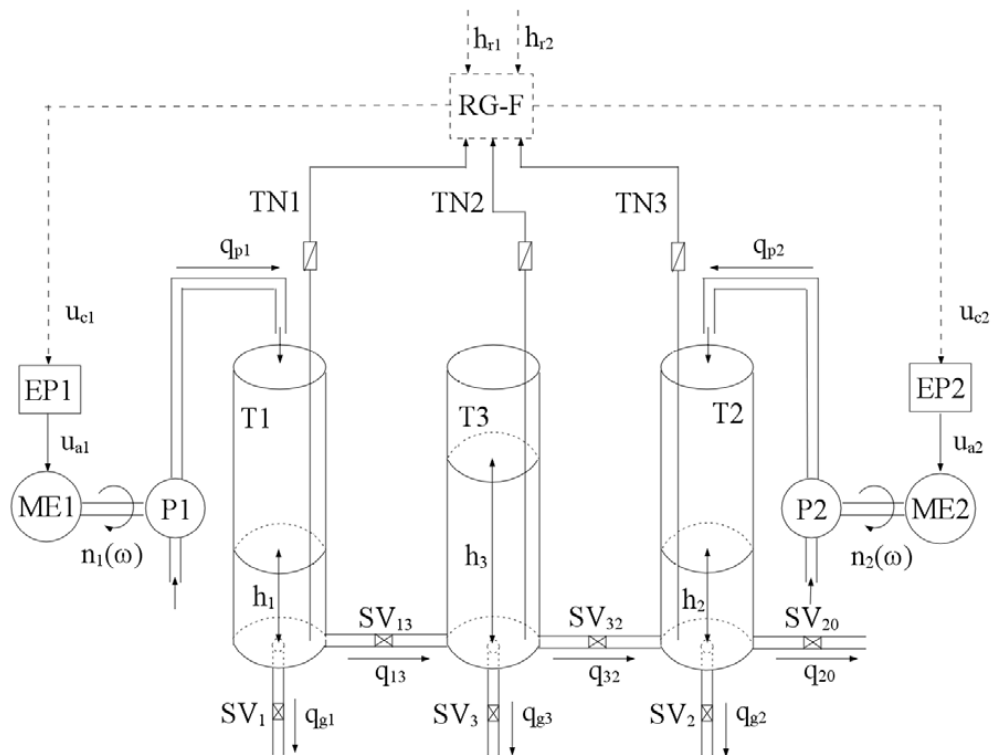 h_r1 h_r2
RG-F
TN1 TN2 TN3
q_p1 q_p2
u_c1 u_c2
EP1 EP2
T1 T3 T2
u_a1 u_a2
ME1 P1 P2 ME2
n_1(ω) h_3 n_2(ω)
h_1 h_2
SV_13 SV_32 SV_20
q_13 q_32 q_20
SV_1 q_g1 SV_3 q_g3 SV_2 q_g2